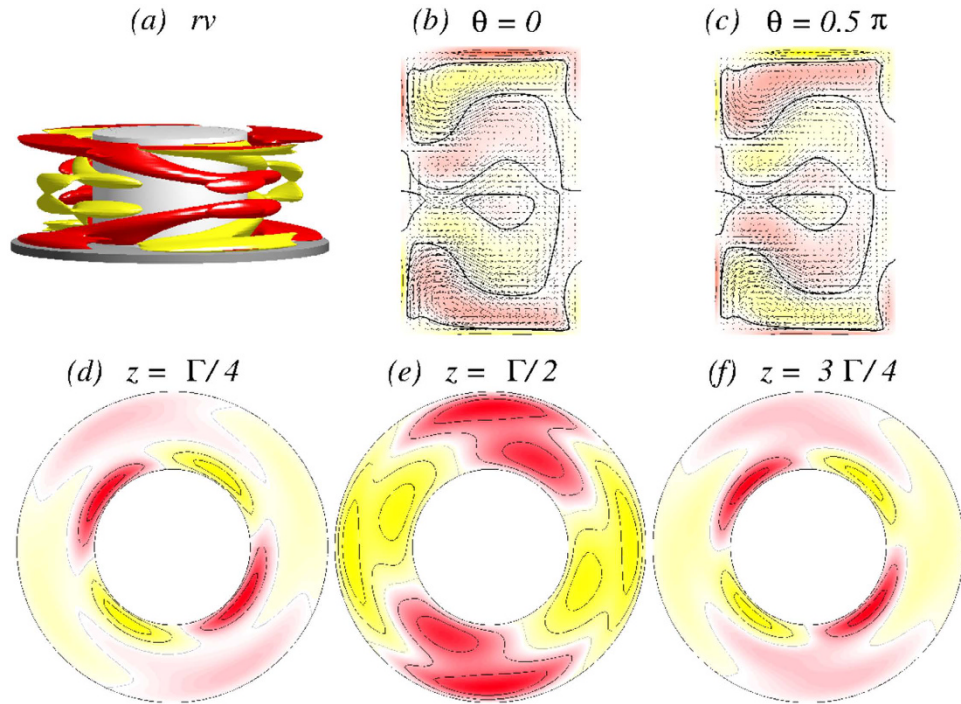 (a) rv (b) θ = 0 (c) θ = 0.5 π
(d) z = Γ/4 (e) z = Γ/2 (f) z = 3 Γ/4